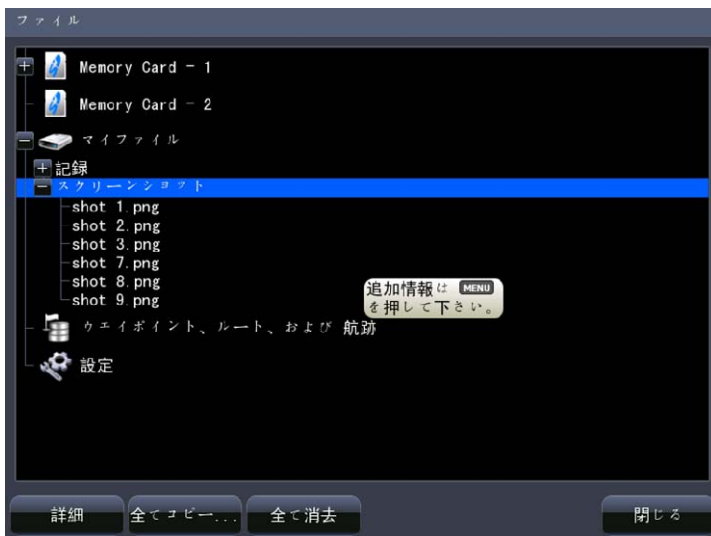 ファイル
Memory Card - 1
Memory Card - 2
マイファイル
記録
スクリーンショット
shot 1.png
shot 2.png
shot 3.png
shot 7.png
shot 8.png
shot 9.png
追加情報は MENU
を押して下さい。
ウエイポイント、ルート、および 航跡
設定
詳細 全てコピー... 全て消去 閉じる